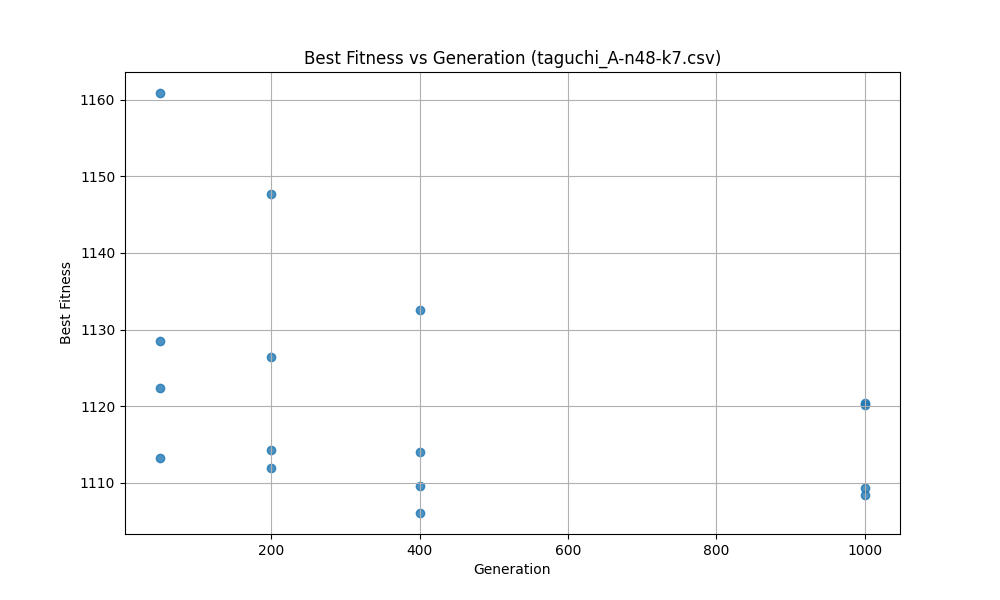 Best Fitness vs Generation (taguchi_A-n48-k7.csv)
1160
1150
1140
1130
1120
1110
Best Fitness
200 400 600 800 1000
Generation